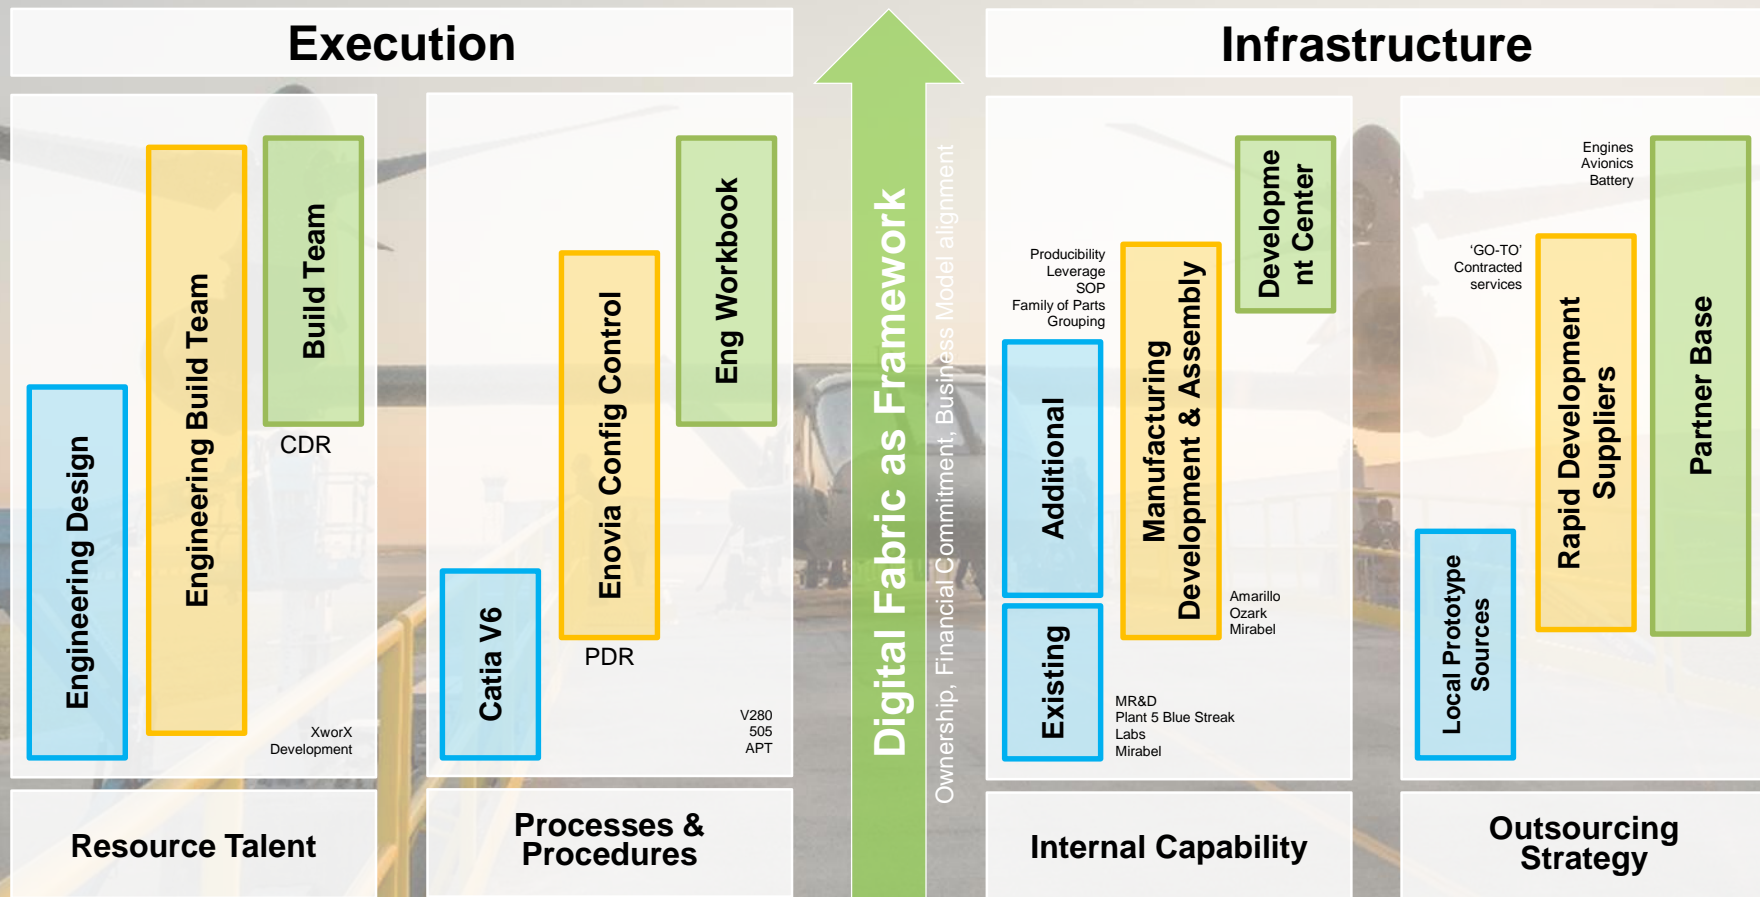 Execution
Infrastructure
Engineering Design
Engineering Build Team
Build Team
CDR
XworX
Development
Resource Talent
Catia V6
Enovia Config Control
PDR
Eng Workbook
V280
505
APT
Processes &
Procedures
Digital Fabric as Framework
Ownership, Financial Commitment, Business Model alignment
Producibility
Leverage
SOP
Family of Parts
Grouping
Additional
Existing
MR&D
Plant 5 Blue Streak
Labs
Mirabel
Manufacturing
Development & Assembly
Amarillo
Ozark
Mirabel
Developme
nt Center
Internal Capability
Engines
Avionics
Battery
‘GO-TO’
Contracted
services
Local Prototype
Sources
Rapid Development
Suppliers
Partner Base
Outsourcing
Strategy